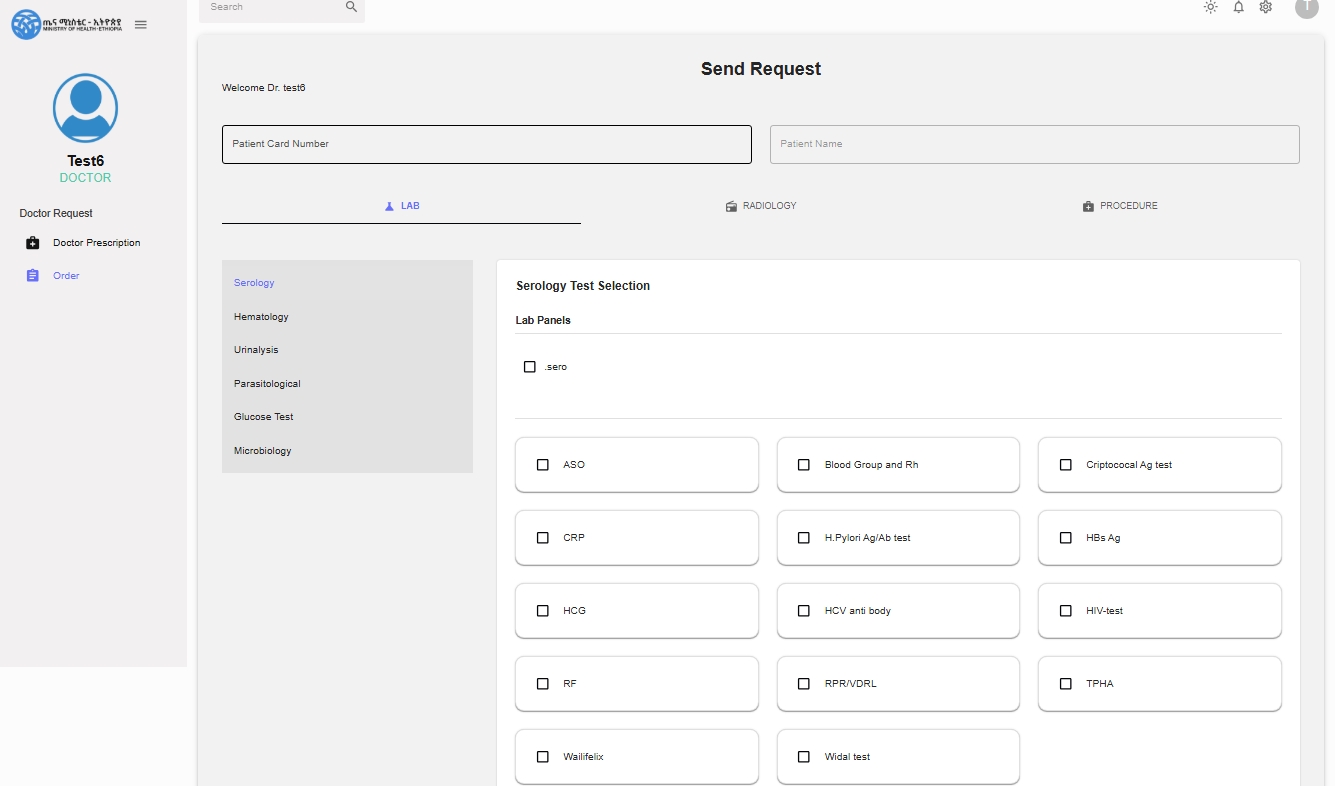 ጤና ሚኒስቴር - ኢትዮጵያ
MINISTRY OF HEALTH-ETHIOPIA
Search
T
Test6
DOCTOR
Doctor Request
Doctor Prescription
Order
Send Request
Welcome Dr. test6
Patient Card Number
Patient Name
LAB
RADIOLOGY
PROCEDURE
Serology
Hematology
Urinalysis
Parasitological
Glucose Test
Microbiology
Serology Test Selection
Lab Panels
.sero
ASO
Blood Group and Rh
Criptococal Ag test
CRP
H.Pylori Ag/Ab test
HBs Ag
HCG
HCV anti body
HIV-test
RF
RPR/VDRL
TPHA
Wailifelix
Widal test